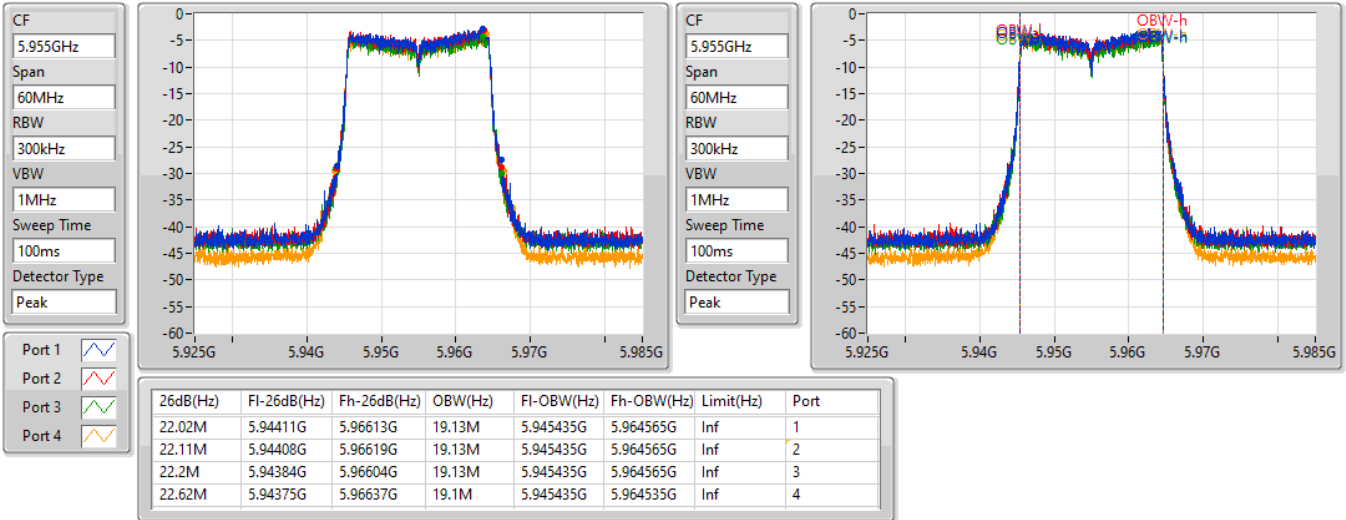 CF
5.955GHz
Span
60MHz
RBW
300kHz
VBW
1MHz
Sweep Time
100ms
Detector Type
Peak
0
-5
-10
-15
-20
-25
-30
-35
-40
-45
-50
-55
-60
5.925G 5.94G 5.95G 5.96G 5.97G 5.985G
CF
5.955GHz
Span
60MHz
RBW
300kHz
VBW
1MHz
Sweep Time
100ms
Detector Type
Peak
OBW-h
OBW-h
0
-5
-10
-15
-20
-25
-30
-35
-40
-45
-50
-55
-60
5.925G 5.94G 5.95G 5.96G 5.97G 5.985G
Port 1
Port 2
Port 3
Port 4
26dB(Hz) Fl-26dB(Hz) Fh-26dB(Hz) OBW(Hz) Fl-OBW(Hz) Fh-OBW(Hz) Limit(Hz) Port
22.02M 5.94411G 5.96613G 19.13M 5.945435G 5.964565G Inf 1
22.11M 5.94408G 5.96619G 19.13M 5.945435G 5.964565G Inf 2
22.2M 5.94384G 5.96604G 19.13M 5.945435G 5.964565G Inf 3
22.62M 5.94375G 5.96637G 19.1M 5.945435G 5.964535G Inf 4